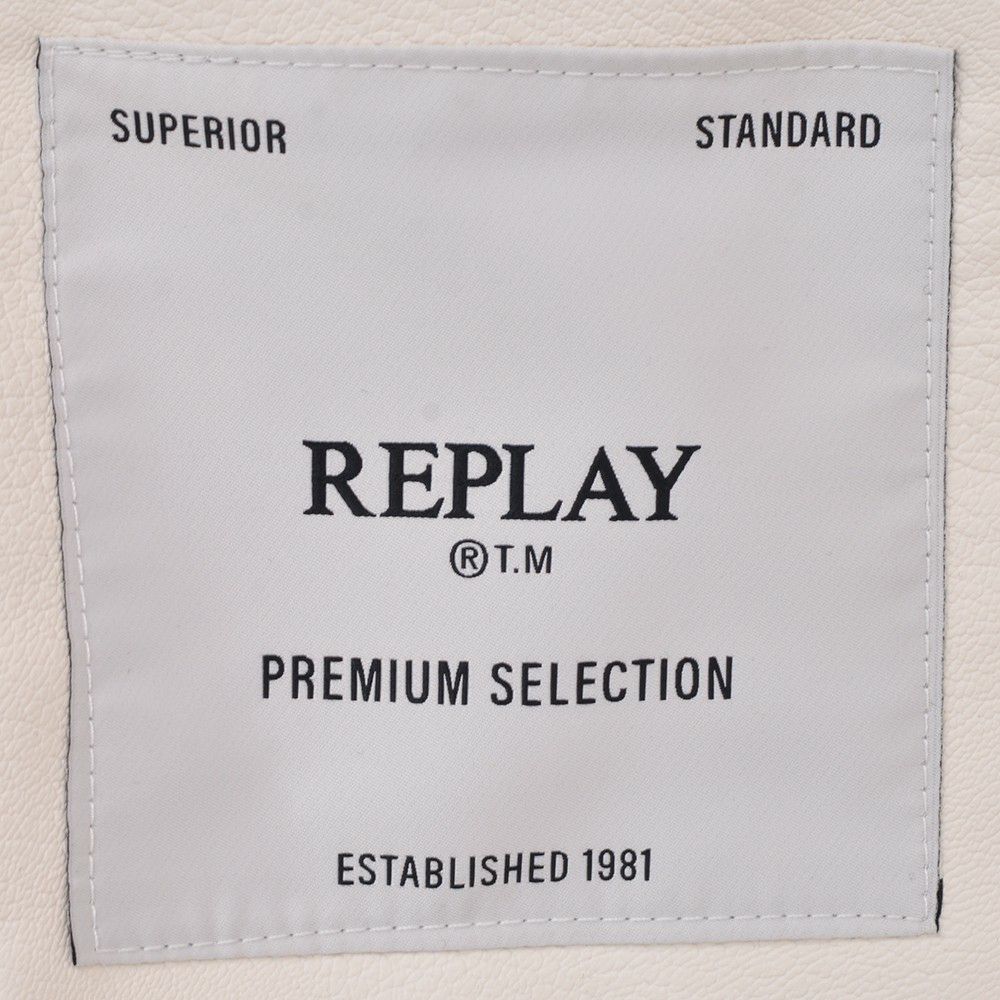 SUPERIOR STANDARD
REPLAY
®T.M
PREMIUM SELECTION
ESTABLISHED 1981